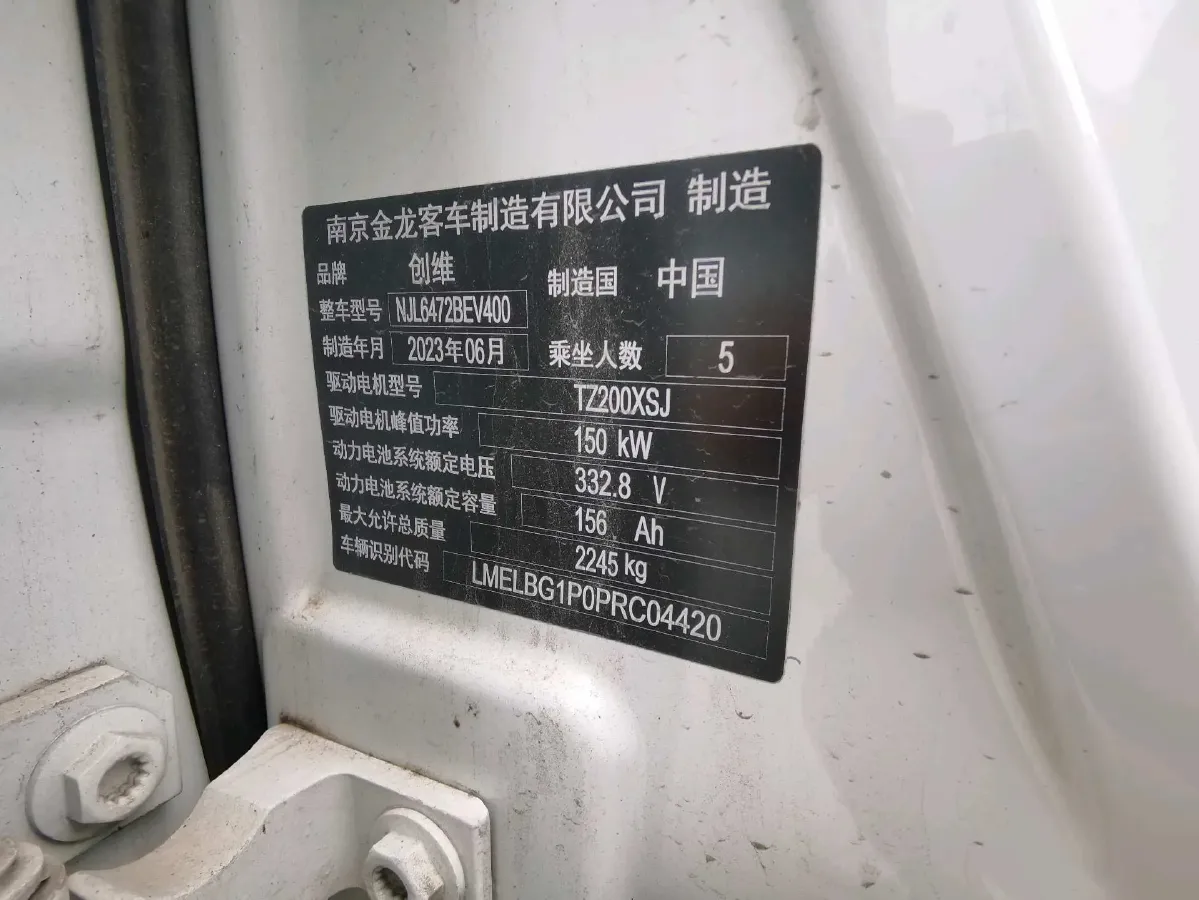 南京金龙客车制造有限公司 制造
品牌 创维 制造国 中国
整车型号 NJL6472BEV400
制造年月 2023年06月 乘坐人数 5
驱动电机型号 TZ200XSJ
驱动电机峰值功率 150 kW
动力电池系统额定电压 332.8 V
动力电池系统额定容量 156 Ah
最大允许总质量 2245 kg
车辆识别代码 LMELBG1P0PRC04420